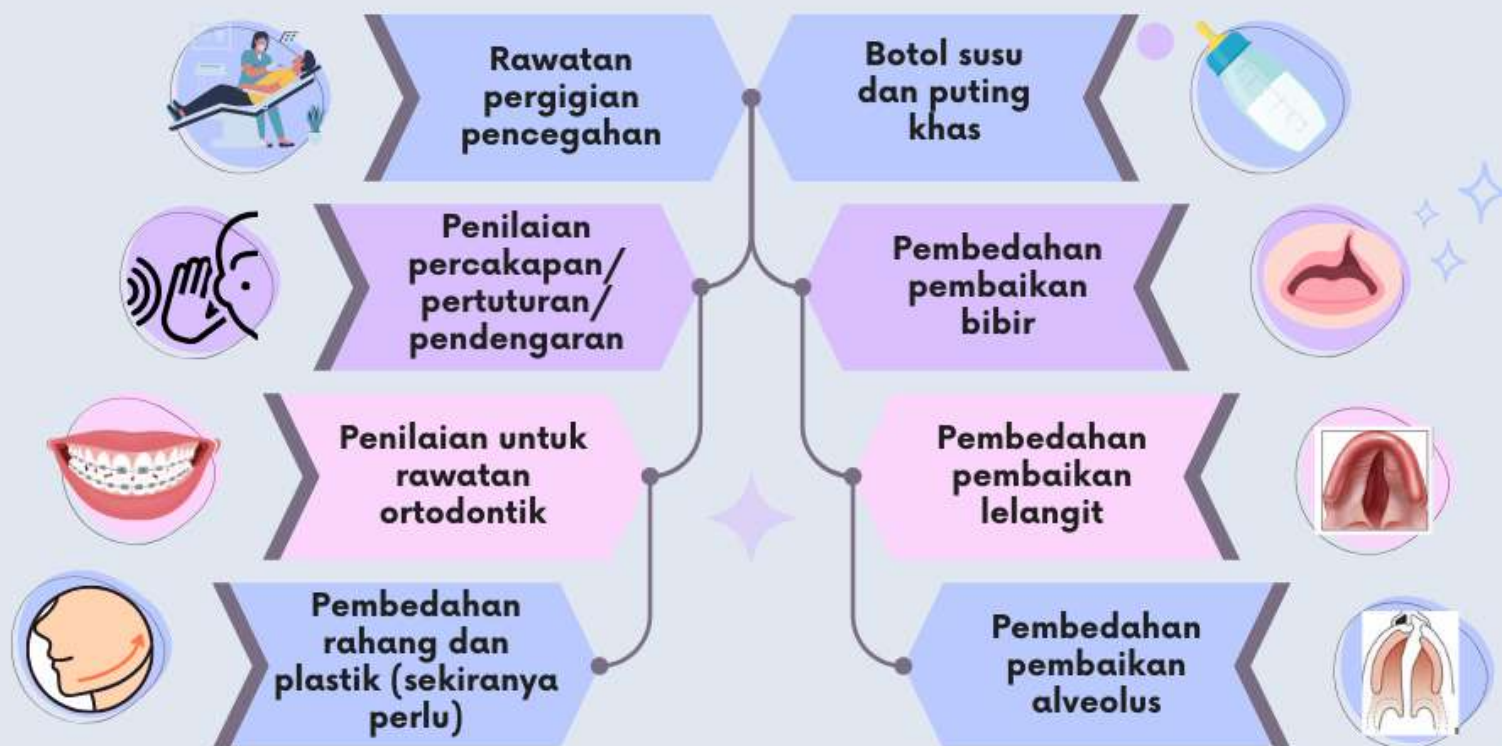 Rawatan
pergigian
pencegahan
Botol susu
dan puting
khas
Penilaian
percakapan/
pertuturan/
pendengaran
Pembedahan
pembaikan
bibir
Penilaian untuk
rawatan
ortodontik
Pembedahan
pembaikan
lelangit
Pembedahan
rahang dan
plastik (sekiranya
perlu)
Pembedahan
pembaikan
alveolus